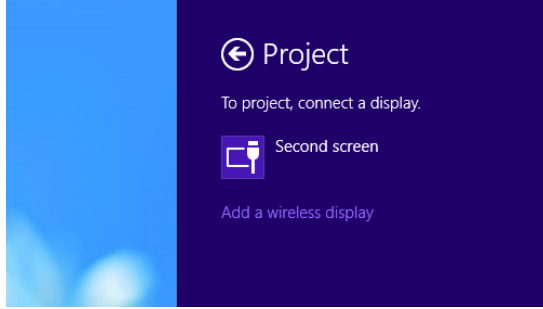 Project
To project, connect a display.
Second screen
Add a wireless display